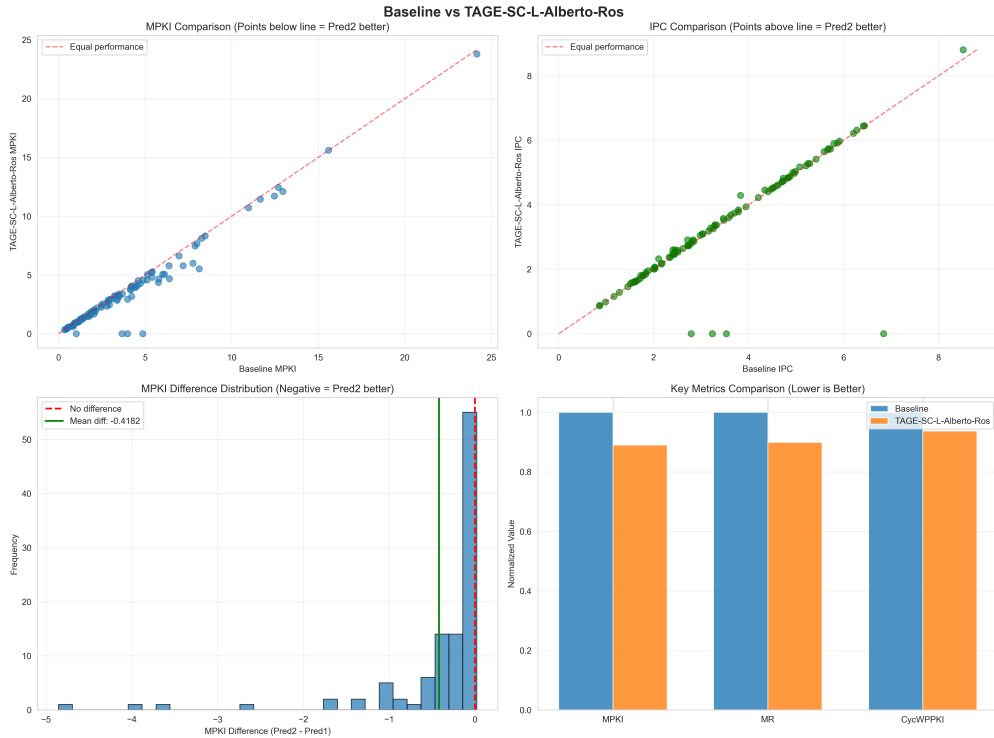 Baseline vs TAGE-SC-L-Alberto-Ros
MPKI Comparison (Points below line = Pred2 better)
Equal performance
25
20
15
10
5
0
0
5
10
15
20
25
TAGE-SC-L-Alberto-Ros MPKI
Baseline MPKI
IPC Comparison (Points above line = Pred2 better)
Equal performance
8
6
4
2
0
0
2
4
6
8
TAGE-SC-L-Alberto-Ros IPC
Baseline IPC
MPKI Difference Distribution (Negative = Pred2 better)
No difference
Mean diff: -0.4182
50
40
30
20
10
0
−5
−4
−3
−2
−1
0
Frequency
MPKI Difference (Pred2 - Pred1)
Key Metrics Comparison (Lower is Better)
Baseline
TAGE-SC-L-Alberto-Ros
1.0
0.8
0.6
0.4
0.2
0.0
Normalized Value
MPKI
MR
CycWPPKI